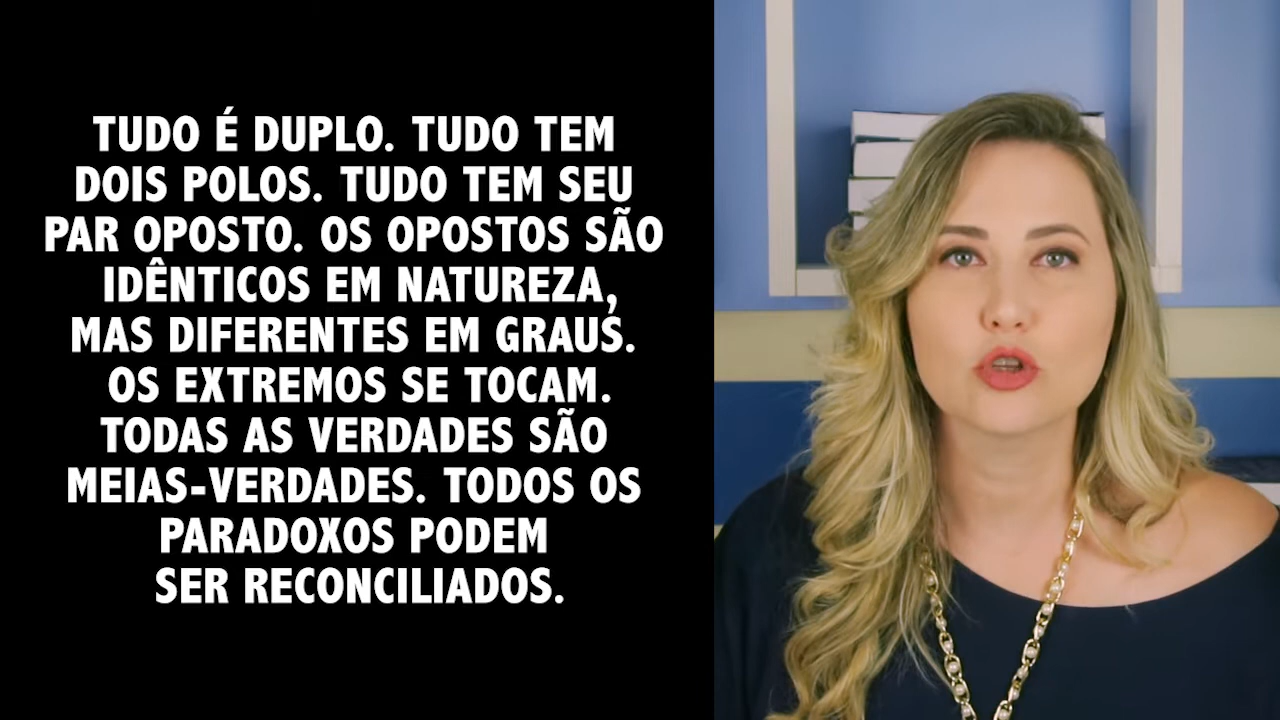 TUDO É DUPLO. TUDO TEM
DOIS POLOS. TUDO TEM SEU
PAR OPOSTO. OS OPOSTOS SÃO
IDÊNTICOS EM NATUREZA,
MAS DIFERENTES EM GRAUS.
OS EXTREMOS SE TOCAM.
TODAS AS VERDADES SÃO
MEIAS-VERDADES. TODOS OS
PARADOXOS PODEM
SER RECONCILIADOS.